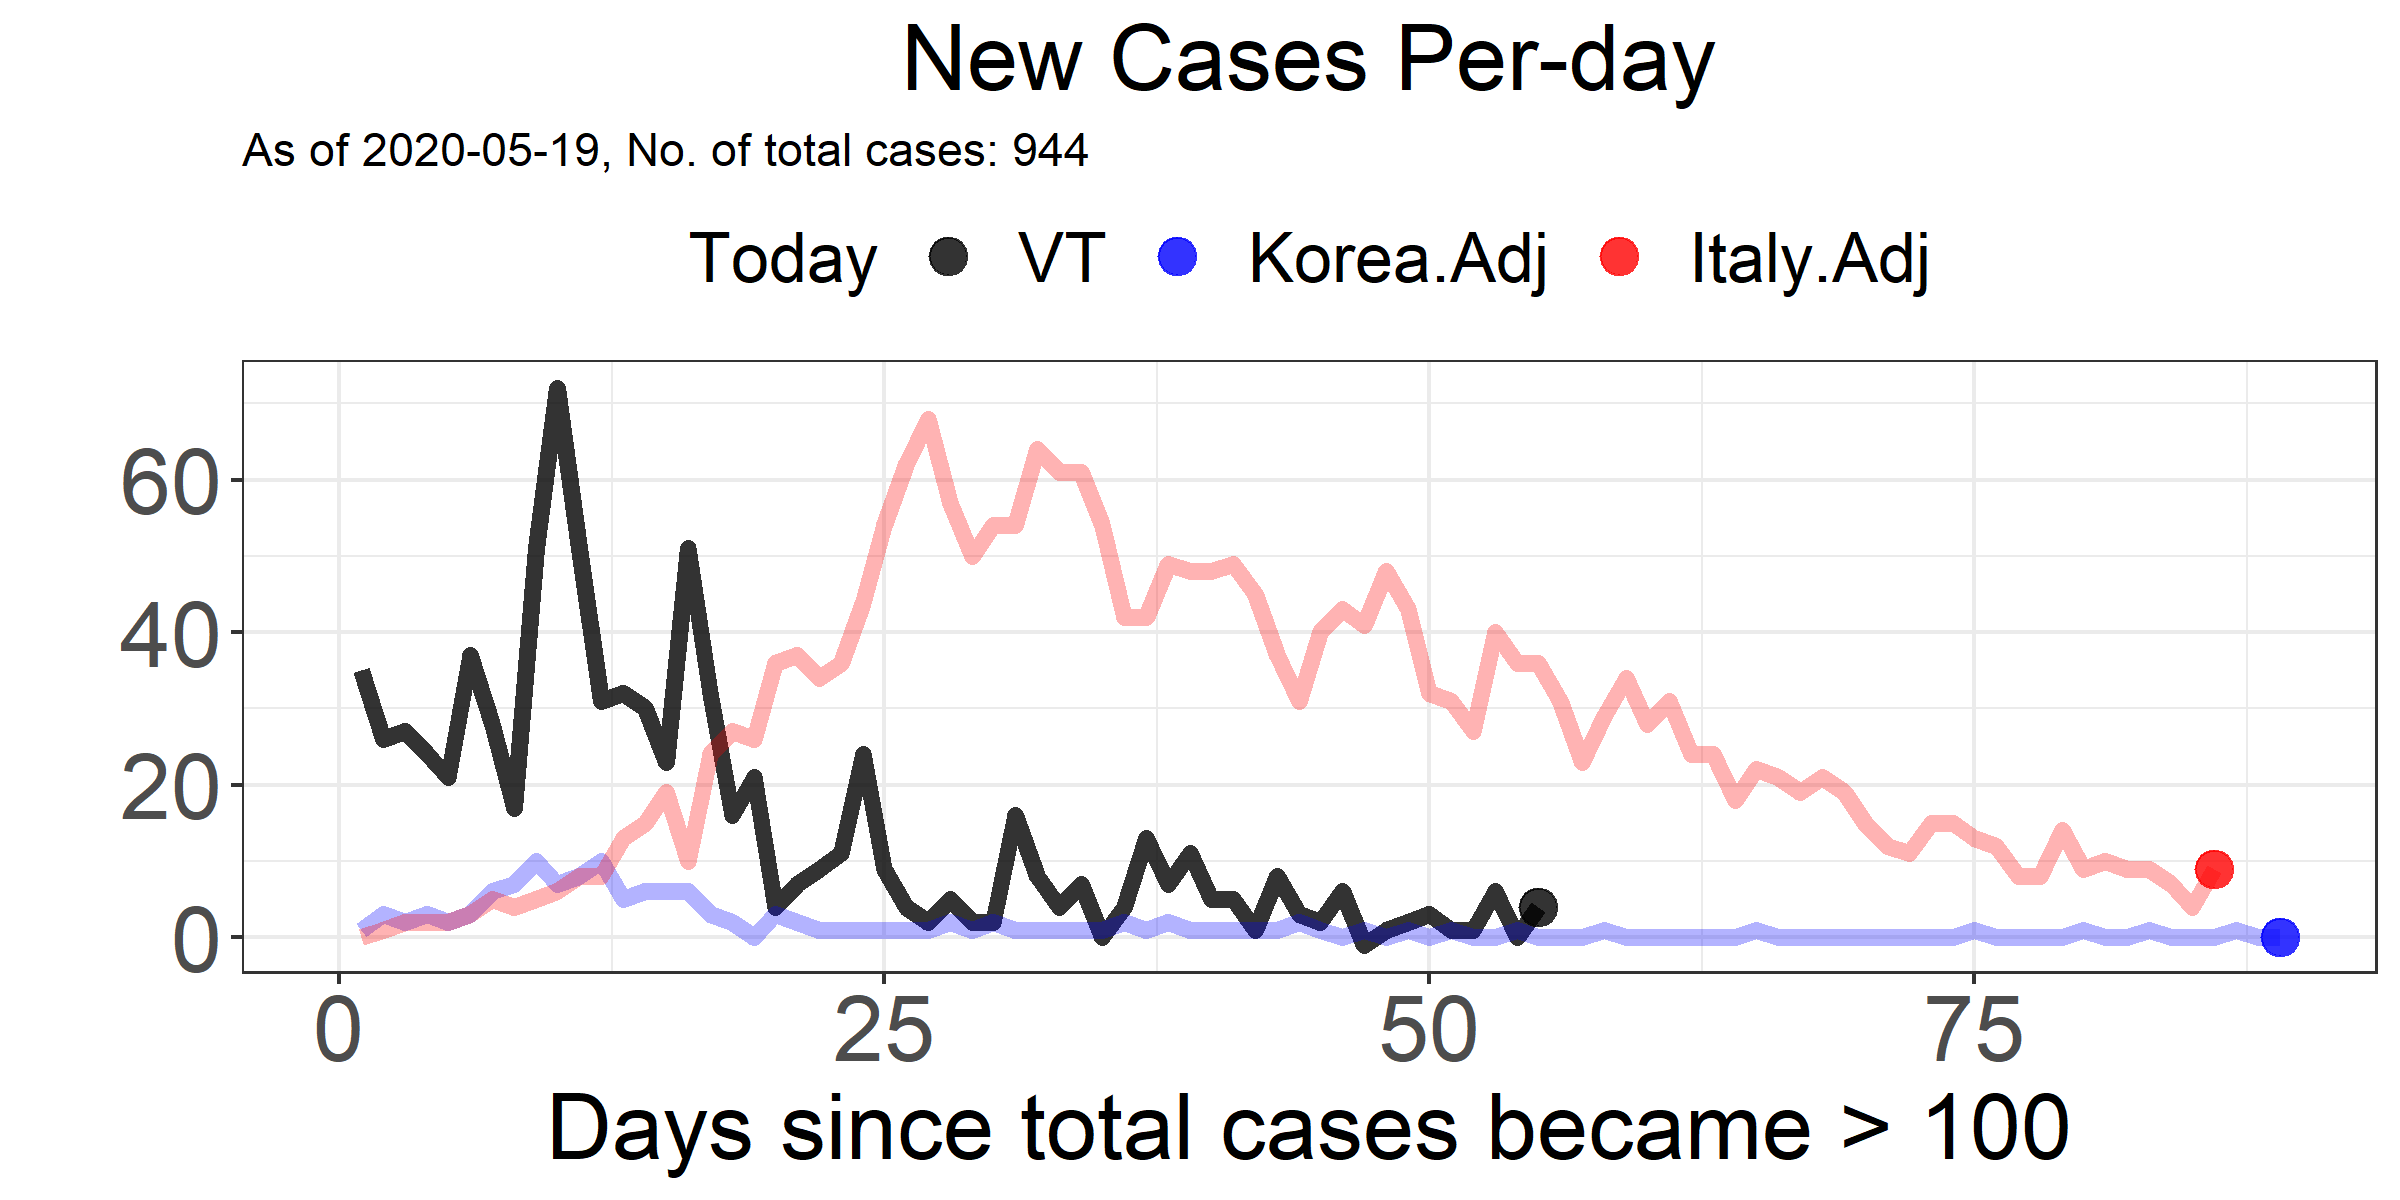 New Cases Per-day
As of 2020-05-19, No. of total cases: 944
Today VT Korea.Adj Italy.Adj
60
40
20
0
0 25 50 75
Days since total cases became > 100